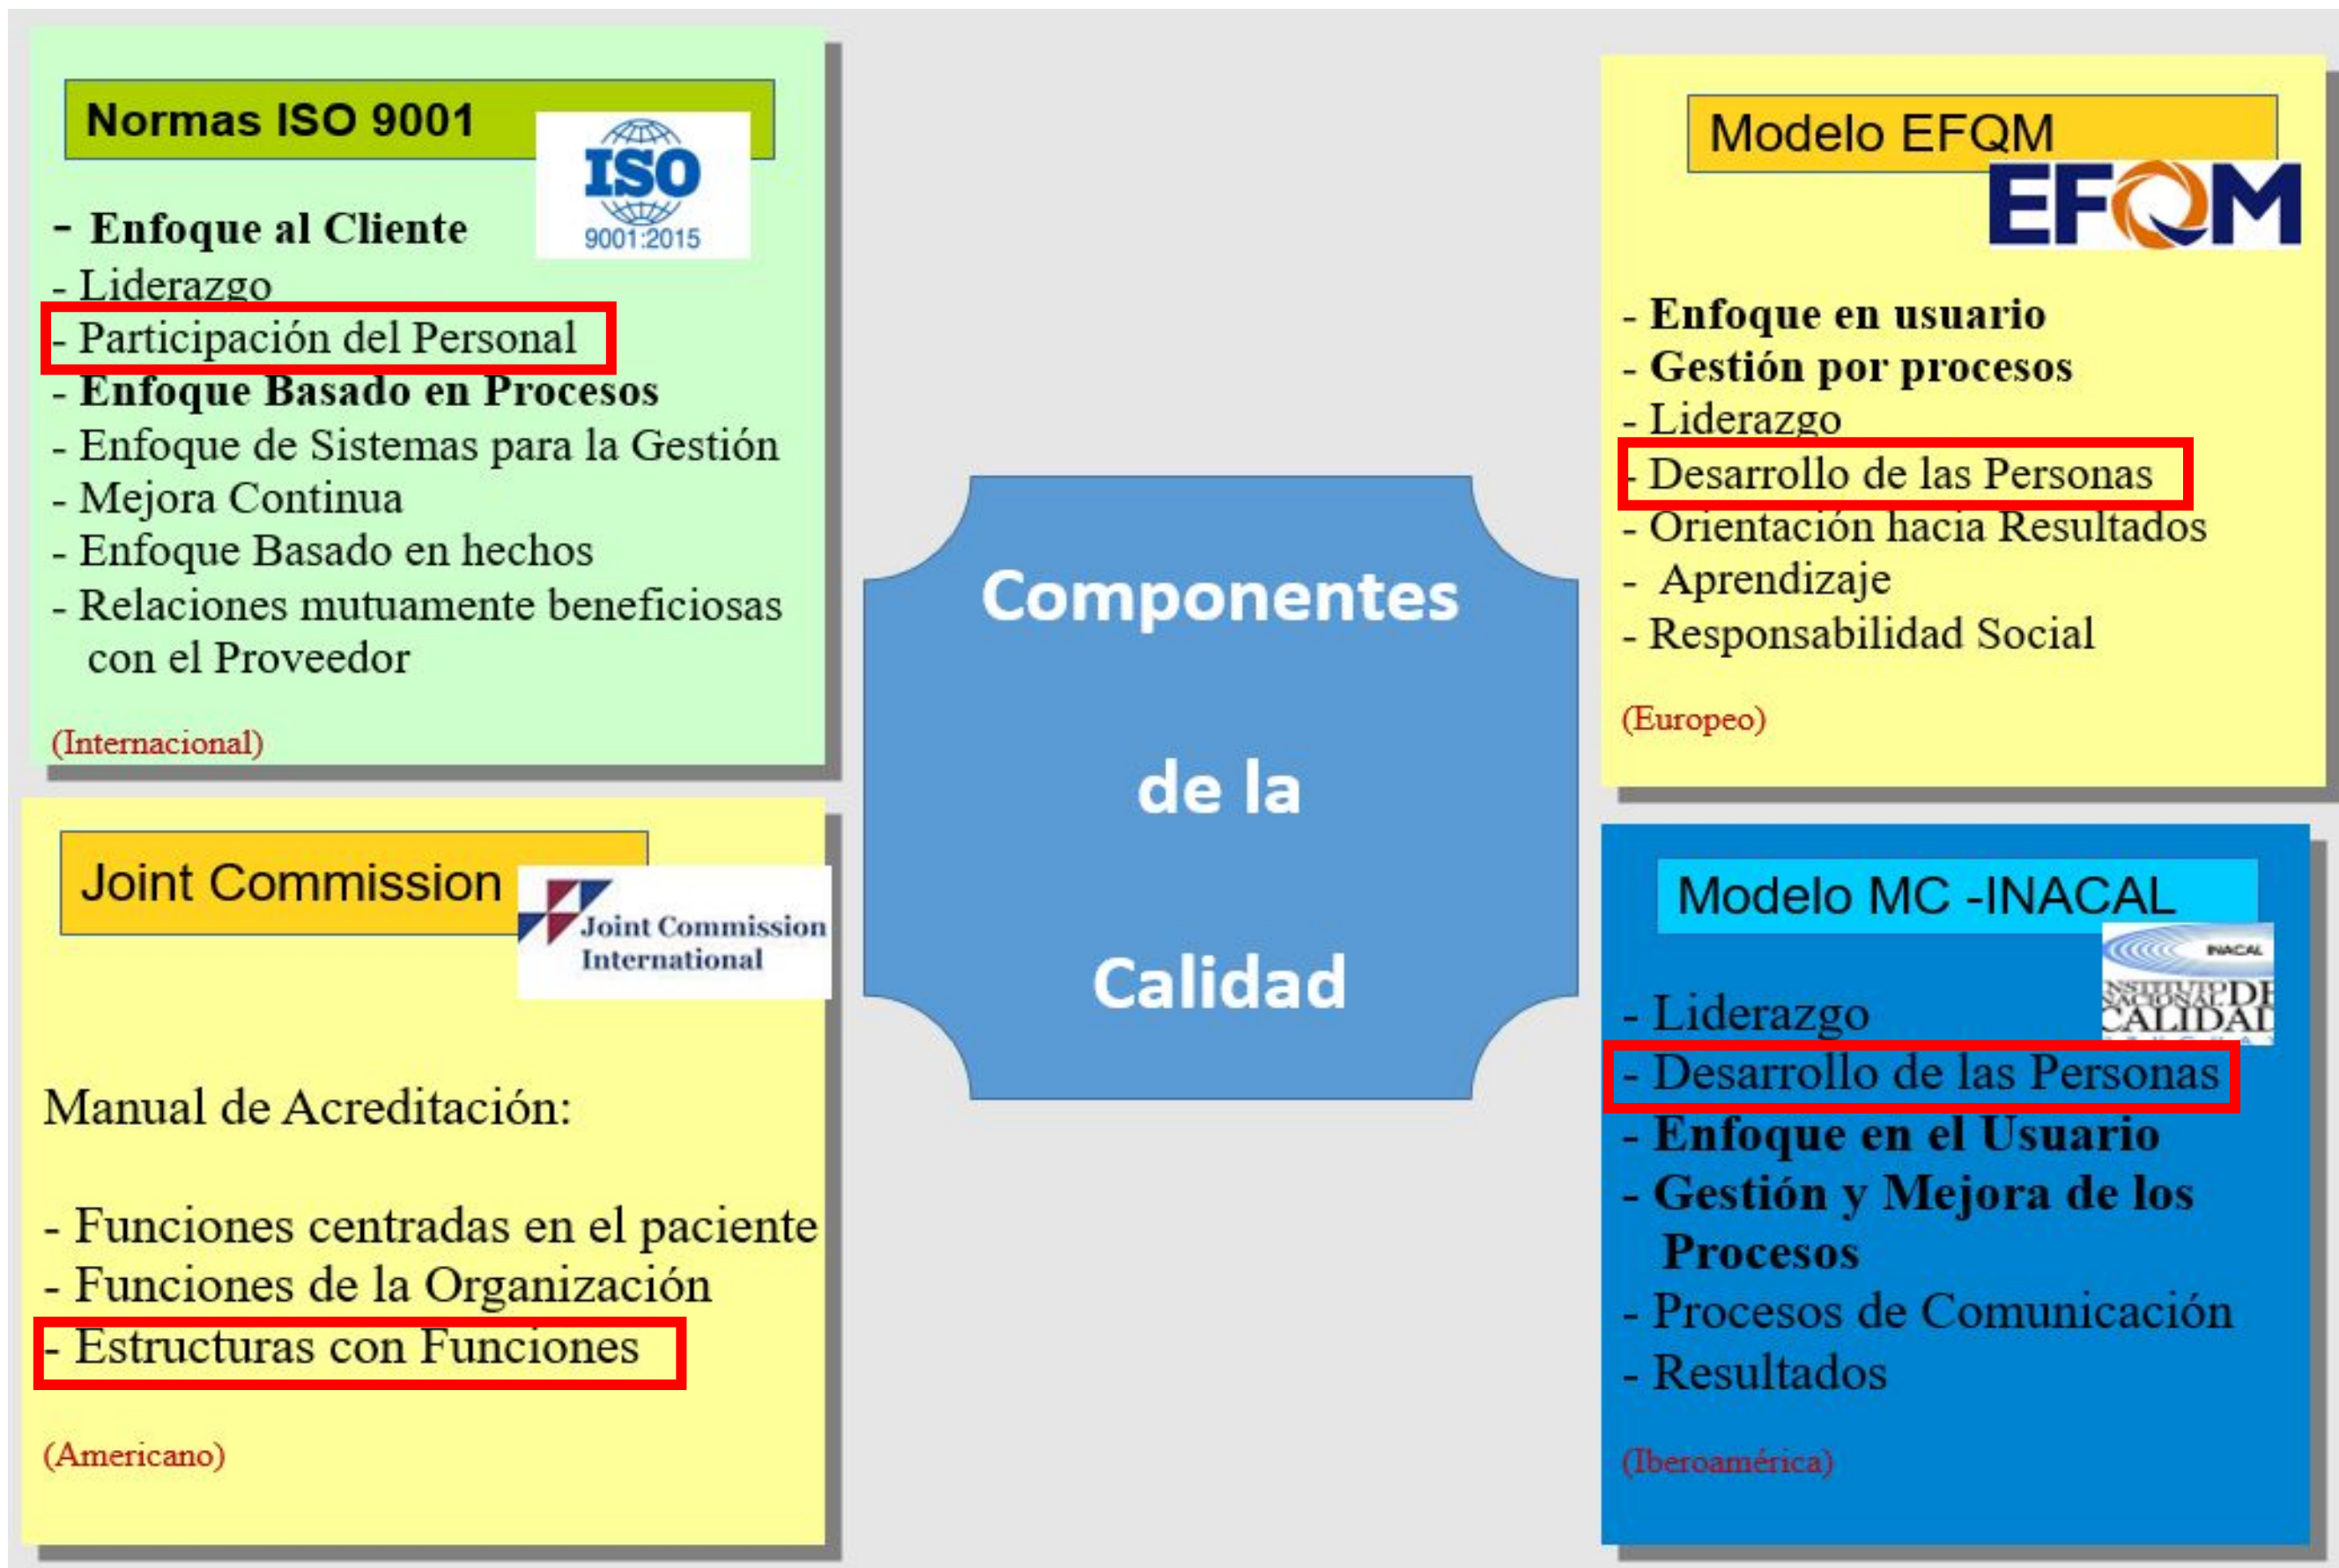 Normas ISO 9001
ISO
9001:2015
- Enfoque al Cliente
- Liderazgo
- Participación del Personal
- Enfoque Basado en Procesos
- Enfoque de Sistemas para la Gestión
- Mejora Continua
- Enfoque Basado en hechos
- Relaciones mutuamente beneficiosas
con el Proveedor
(Internacional)
Modelo EFQM
EFQM
- Enfoque en usuario
- Gestión por procesos
- Liderazgo
- Desarrollo de las Personas
- Orientación hacia Resultados
- Aprendizaje
- Responsabilidad Social
(Europeo)
Componentes
de la
Calidad
Joint Commission
Joint Commission
International
Manual de Acreditación:
- Funciones centradas en el paciente
- Funciones de la Organización
- Estructuras con Funciones
(Americano)
Modelo MC -INACAL
INACAL
INSTITUTO
NACIONAL DE
CALIDAD
- Liderazgo
- Desarrollo de las Personas
- Enfoque en el Usuario
- Gestión y Mejora de los
Procesos
- Procesos de Comunicación
- Resultados
(Iberoamérica)